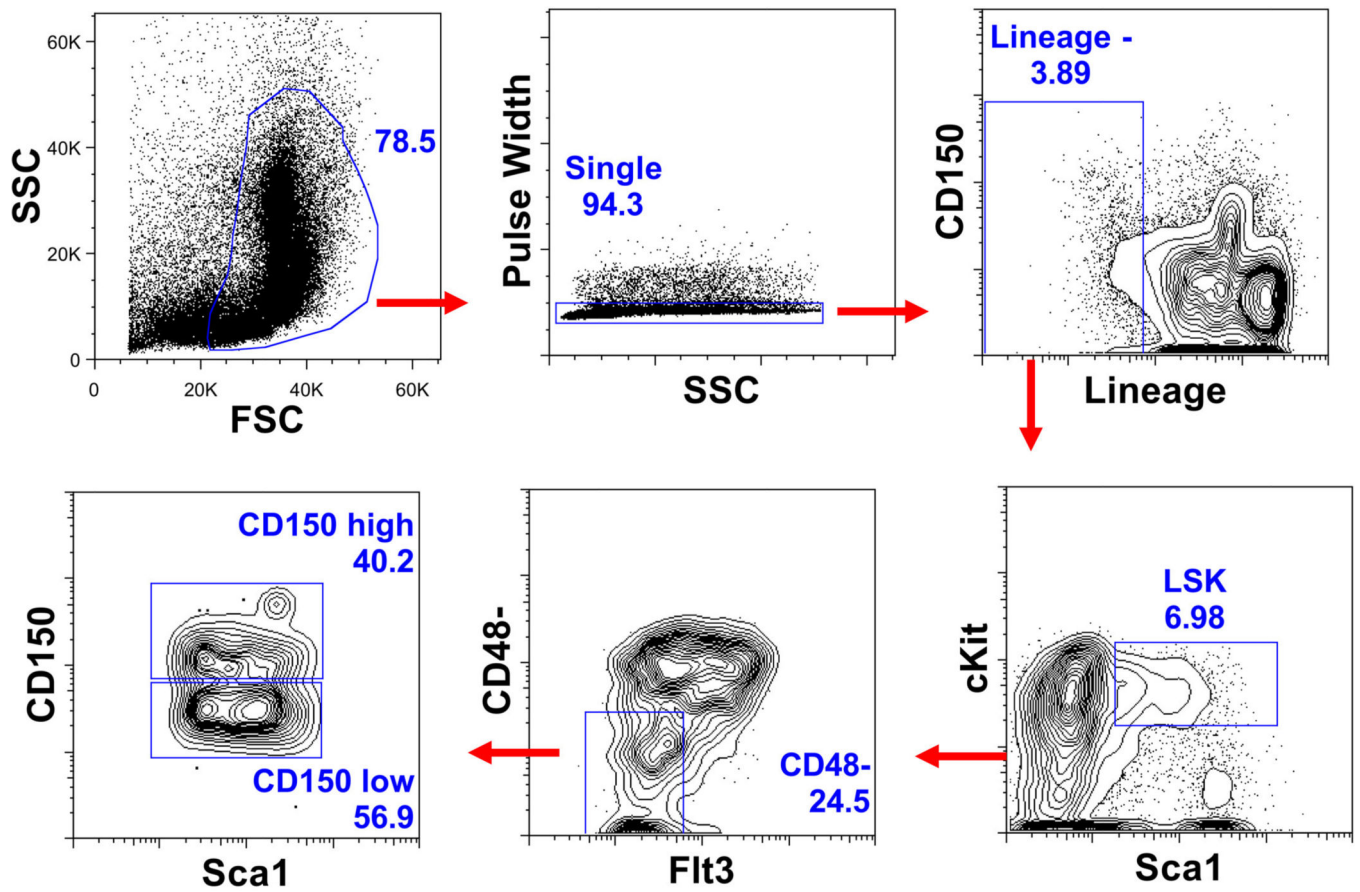 60K
40K
20K
0
SSC
78.5
0
20K
40K
60K
FSC
Pulse Width
Single
94.3
SSC
Lineage -
3.89
CD150
Lineage
CD150 high
40.2
CD150
CD150 low
56.9
Sca1
CD48-
CD48-
24.5
Flt3
LSK
6.98
cKit
Sca1